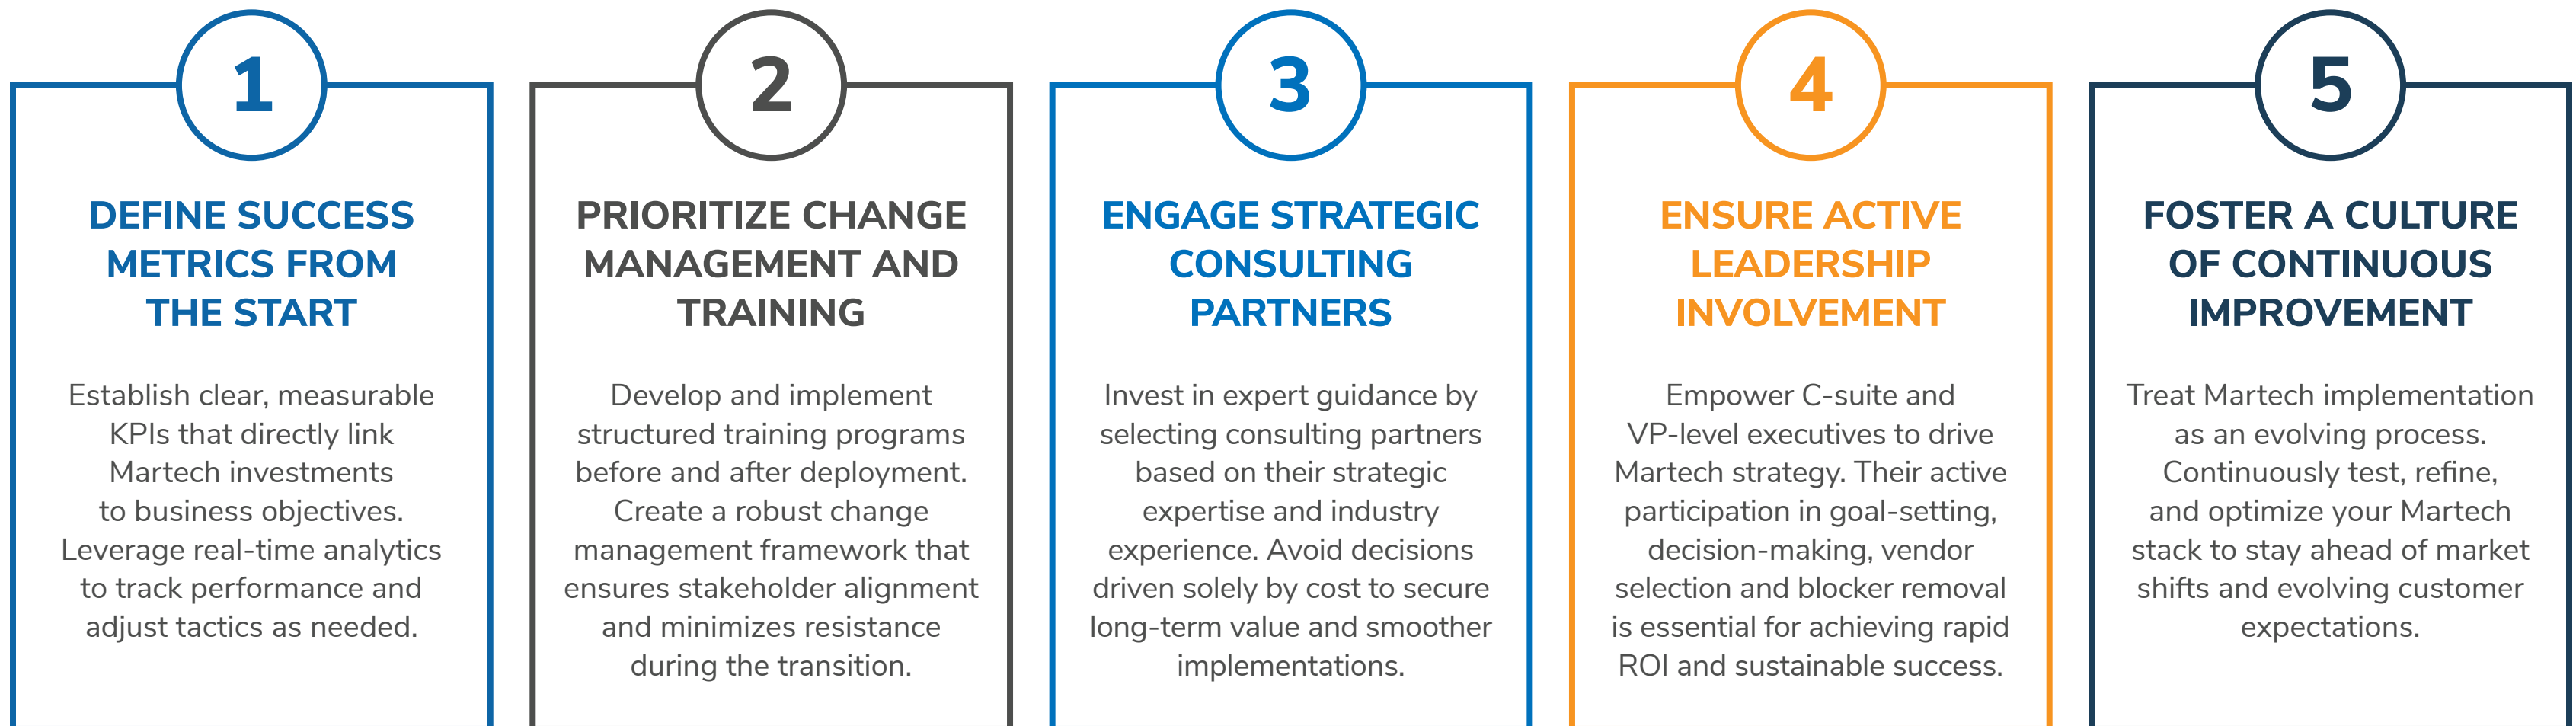 1
DEFINE SUCCESS
METRICS FROM
THE START
Establish clear, measurable
KPIs that directly link
Martech investments
to business objectives.
Leverage real-time analytics
to track performance and
adjust tactics as needed.
2
PRIORITIZE CHANGE
MANAGEMENT AND
TRAINING
Develop and implement
structured training programs
before and after deployment.
Create a robust change
management framework that
ensures stakeholder alignment
and minimizes resistance
during the transition.
3
ENGAGE STRATEGIC
CONSULTING
PARTNERS
Invest in expert guidance by
selecting consulting partners
based on their strategic
expertise and industry
experience. Avoid decisions
driven solely by cost to secure
long-term value and smoother
implementations.
4
ENSURE ACTIVE
LEADERSHIP
INVOLVEMENT
Empower C-suite and
VP-level executives to drive
Martech strategy. Their active
participation in goal-setting,
decision-making, vendor
selection and blocker removal
is essential for achieving rapid
ROI and sustainable success.
5
FOSTER A CULTURE
OF CONTINUOUS
IMPROVEMENT
Treat Martech implementation
as an evolving process.
Continuously test, refine,
and optimize your Martech
stack to stay ahead of market
shifts and evolving customer
expectations.